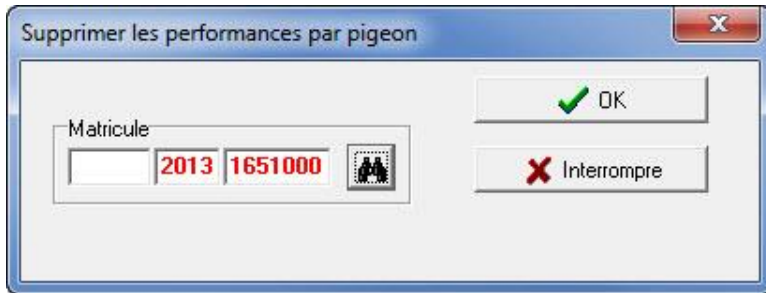 Supprimer les performances par pigeon
OK
Matricule
2013 1651000
Interrompre